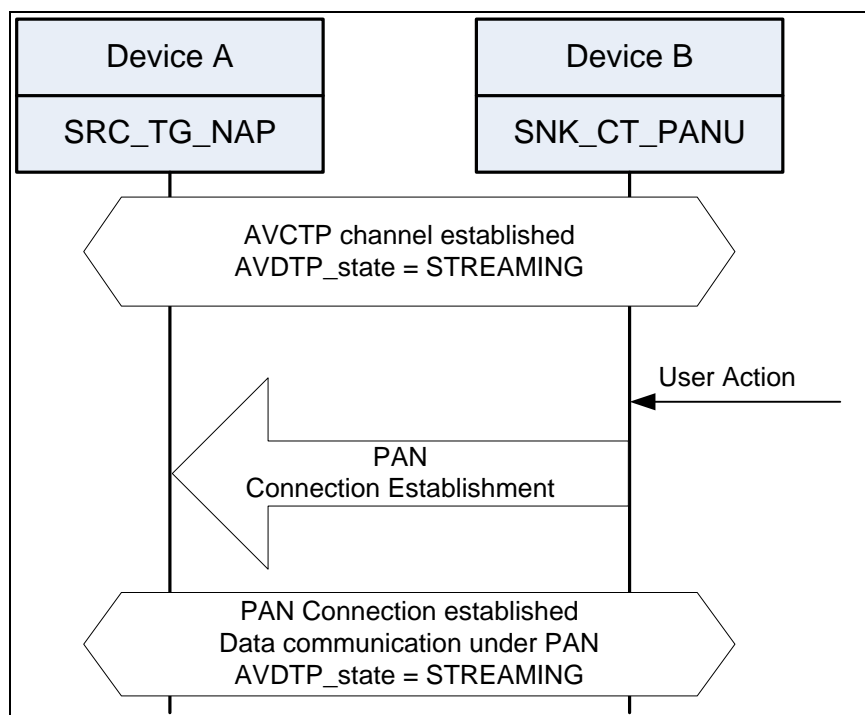 Device A
SRC_TG_NAP
Device B
SNK_CT_PANU
AVCTP channel established
AVDTP_state = STREAMING
User Action
PAN
Connection Establishment
PAN Connection established
Data communication under PAN
AVDTP_state = STREAMING